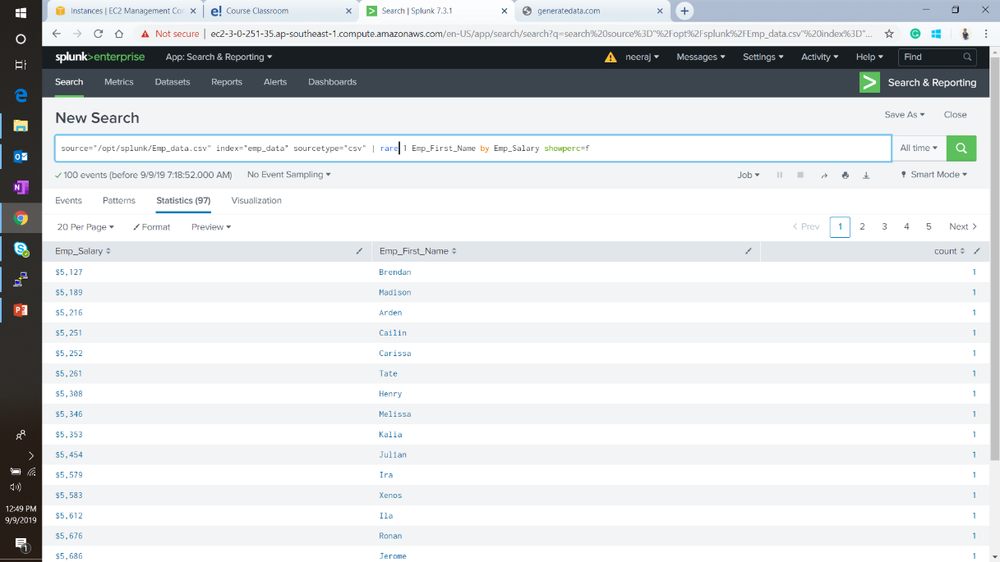 Instances | EC2 Management Con
Course Classroom
Search | Splunk 7.3.1
generatedata.com
Not secure | ec2-3-0-251-35.ap-southeast-1.compute.amazonaws.com/en-US/app/search/search?q=search%20source%3D"%2Fopt%2Fsplunk%2FEmp_data.csv"%20index%3D"...
splunk>enterprise App: Search & Reporting
neeraj Messages Settings Activity Help Find
Search Metrics Datasets Reports Alerts Dashboards
Search & Reporting
New Search
Save As Close
source="/opt/splunk/Emp_data.csv" index="emp_data" sourcetype="csv" | rare 1 Emp_First_Name by Emp_Salary showperc=f
All time
100 events (before 9/9/19 7:18:52.000 AM) No Event Sampling
Job Smart Mode
Events Patterns Statistics (97) Visualization
20 Per Page Format Preview
< Prev 1 2 3 4 5 Next >
Emp_Salary Emp_First_Name count
$5,127 Brendan 1
$5,189 Madison 1
$5,216 Arden 1
$5,251 Cailin 1
$5,252 Carissa 1
$5,261 Tate 1
$5,308 Henry 1
$5,346 Melissa 1
$5,353 Kalia 1
$5,454 Julian 1
$5,579 Ira 1
$5,583 Xenos 1
$5,612 Ila 1
$5,676 Ronan 1
$5,686 Jerome 1
12:49 PM
9/9/2019
1